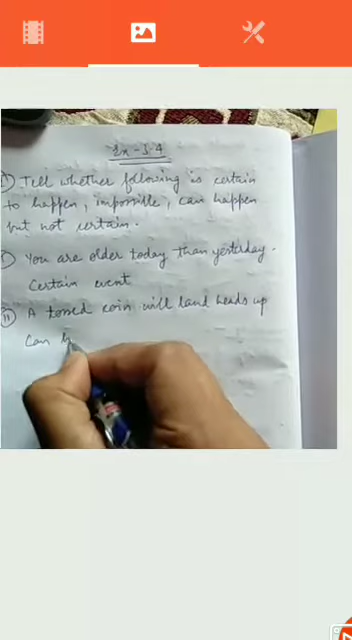 Ex-3.4
1) Tell whether following is certain
to happen, impossible, can happen
but not certain.
You are older today than yesterday.
Certain event
(ii) A tossed coin will land heads up
Can